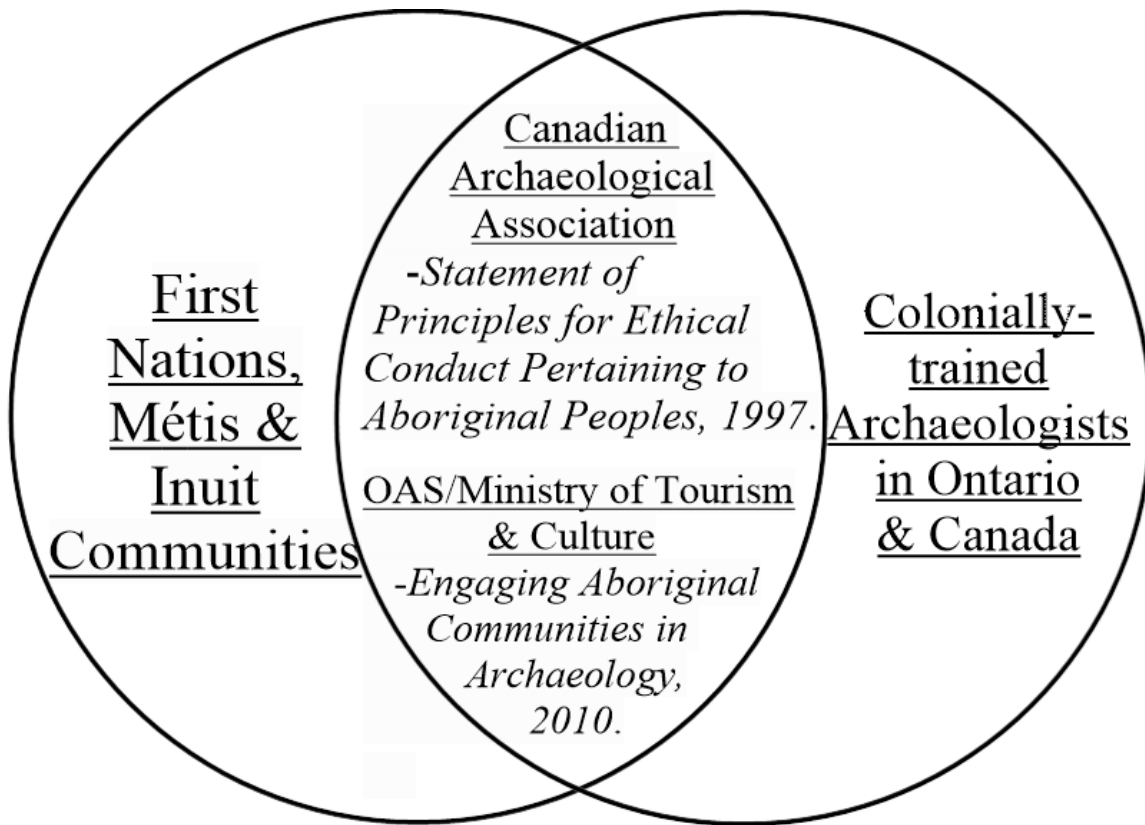 First
Nations,
Métis &
Inuit
Communities
Canadian
Archaeological
Association
-Statement of
Principles for Ethical
Conduct Pertaining to
Aboriginal Peoples, 1997.
OAS/Ministry of Tourism
& Culture
-Engaging Aboriginal
Communities in
Archaeology,
2010.
Colonially-
trained
Archaeologists
in Ontario
& Canada